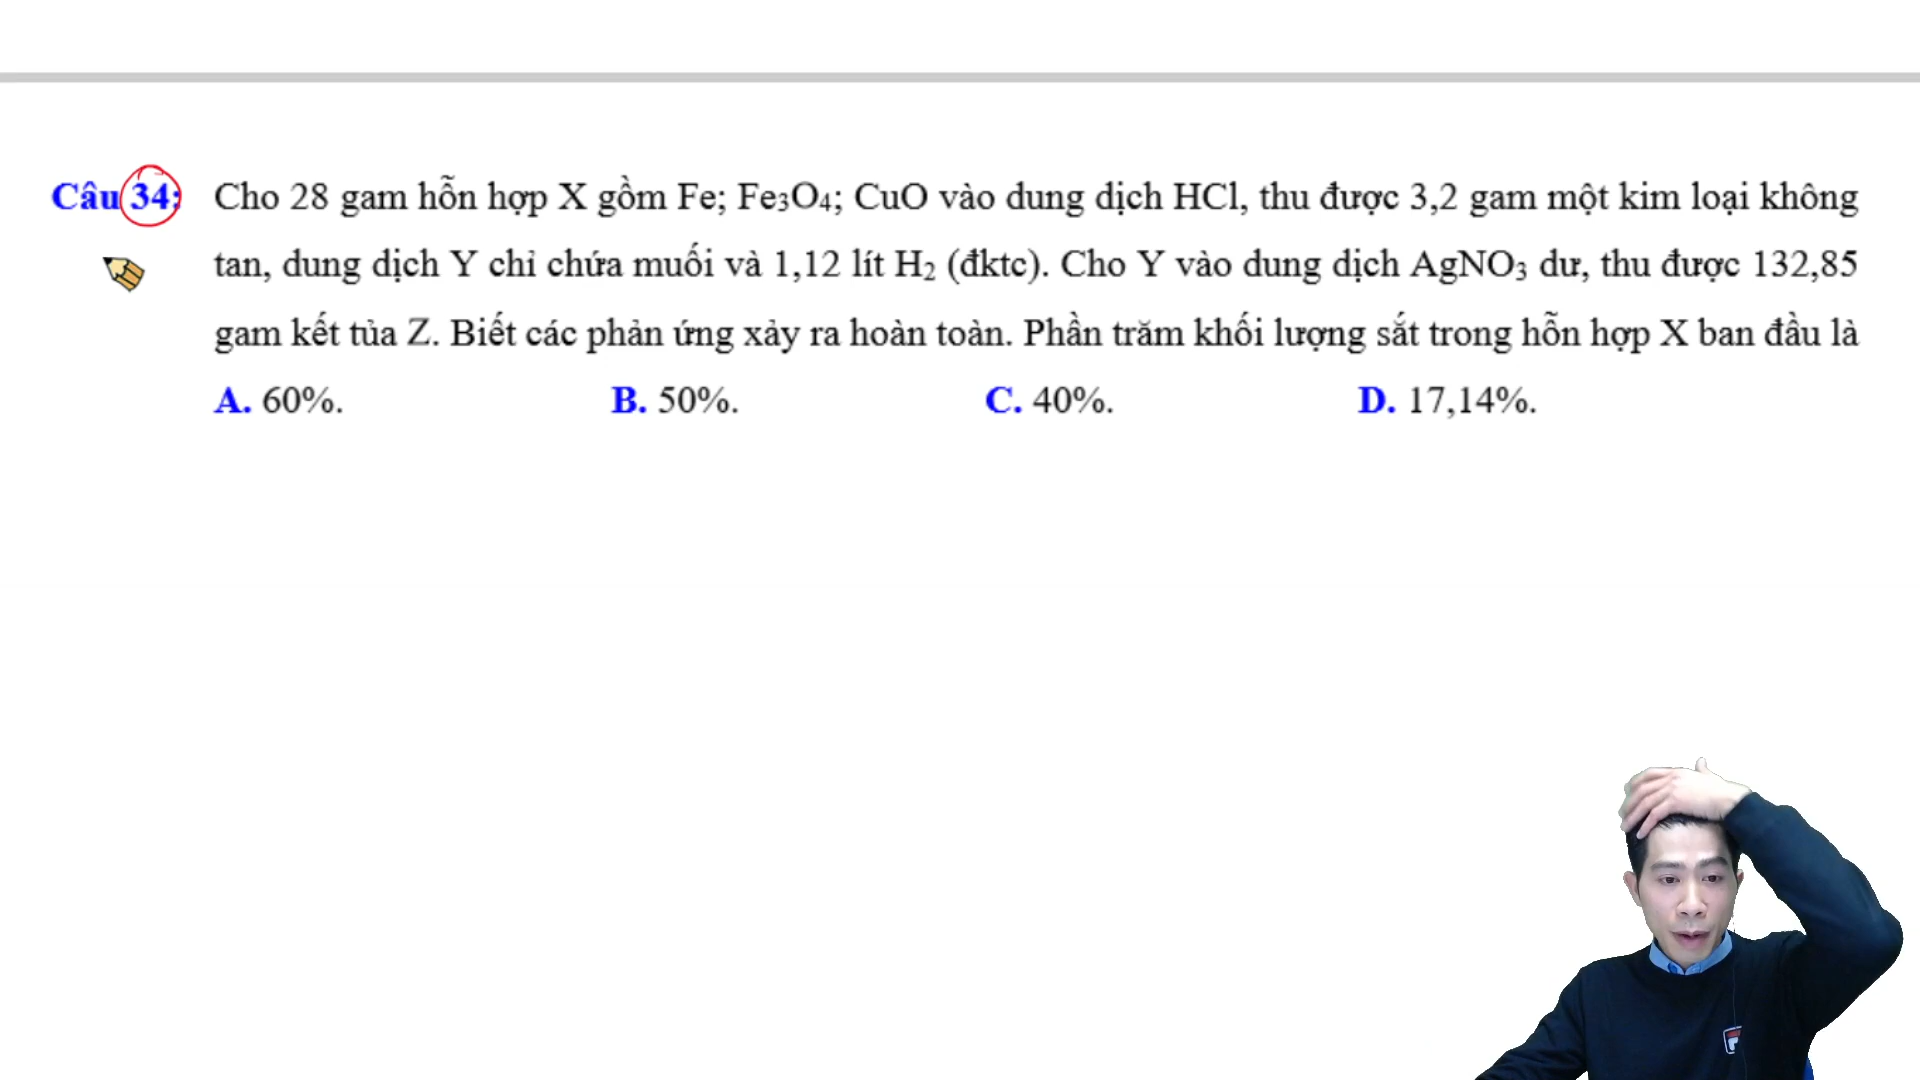 Câu 34: Cho 28 gam hỗn hợp X gồm Fe; Fe₃O₄; CuO vào dung dịch HCl, thu được 3,2 gam một kim loại không
tan, dung dịch Y chỉ chứa muối và 1,12 lít H₂ (đktc). Cho Y vào dung dịch AgNO₃ dư, thu được 132,85
gam kết tủa Z. Biết các phản ứng xảy ra hoàn toàn. Phần trăm khối lượng sắt trong hỗn hợp X ban đầu là
A. 60%. B. 50%. C. 40%. D. 17,14%.